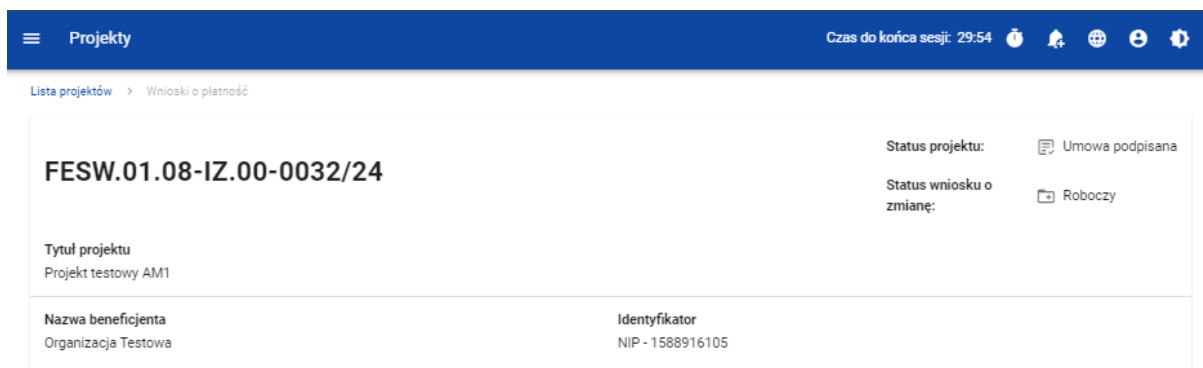 Projekty
Czas do końca sesji: 29:54
Lista projektów > Wnioski o płatność
FESW.01.08-IZ.00-0032/24
Status projektu: Umowa podpisana
Status wniosku o
zmianę: Roboczy
Tytuł projektu
Projekt testowy AM1
Nazwa beneficjenta
Organizacja Testowa
Identyfikator
NIP - 1588916105